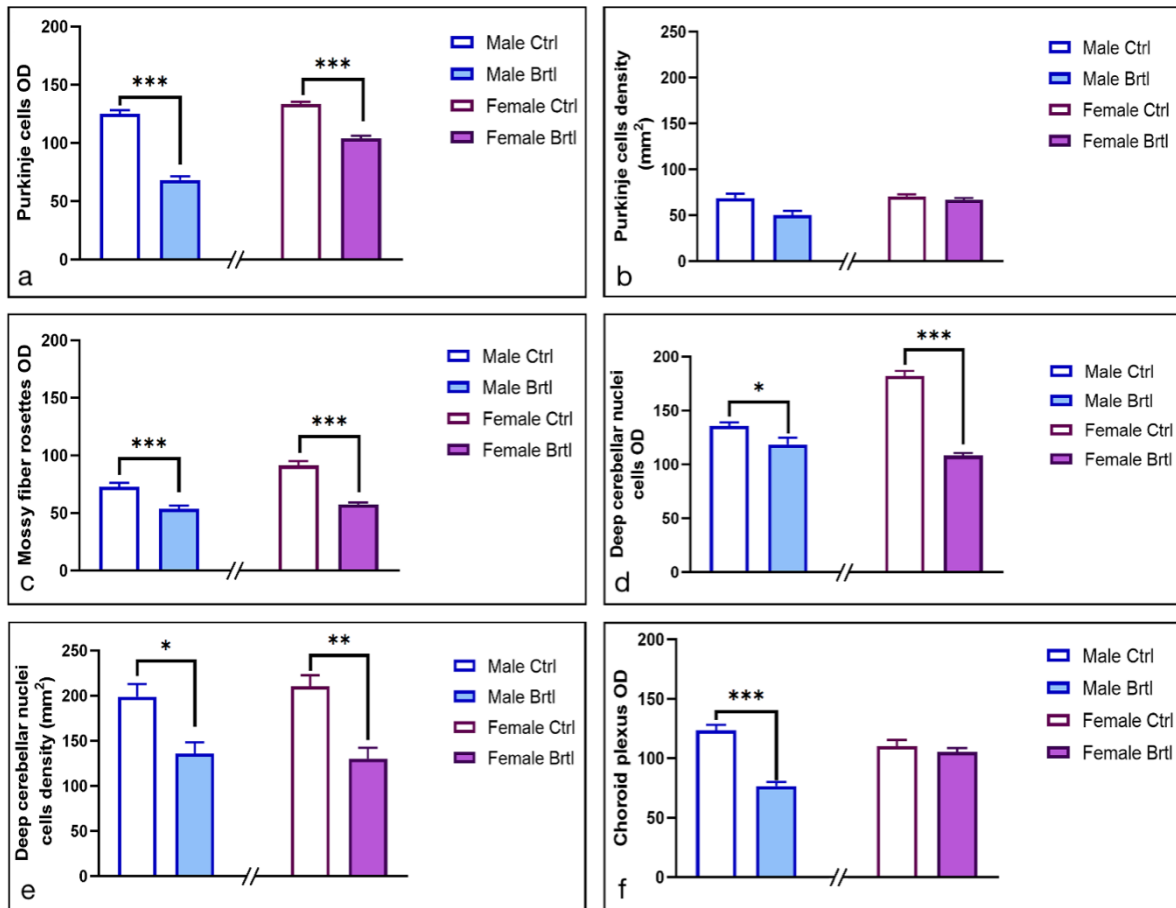 200
150
100
50
0
Purkinje cells OD
***
***
Male Ctrl
Male Brtl
Female Ctrl
Female Brtl
a
250
200
150
100
50
0
Purkinje cells density
(mm²)
Male Ctrl
Male Brtl
Female Ctrl
Female Brtl
b
200
150
100
50
0
Mossy fiber rosettes OD
***
***
Male Ctrl
Male Brtl
Female Ctrl
Female Brtl
c
200
150
100
50
0
Deep cerebellar nuclei
cells OD
*
***
Male Ctrl
Male Brtl
Female Ctrl
Female Brtl
d
250
200
150
100
50
0
Deep cerebellar nuclei
cells density (mm²)
*
**
Male Ctrl
Male Brtl
Female Ctrl
Female Brtl
e
200
150
100
50
0
Choroid plexus OD
***
Male Ctrl
Male Brtl
Female Ctrl
Female Brtl
f